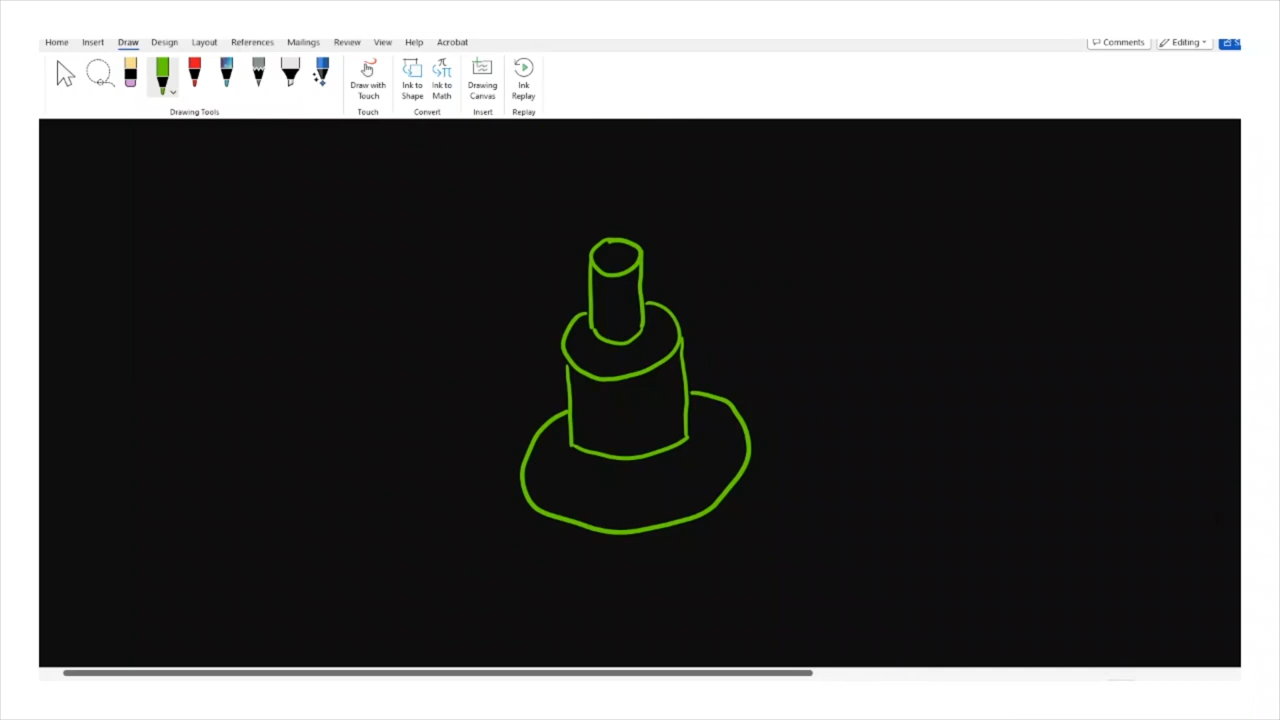 Home Insert Draw Design Layout References Mailings Review View Help Acrobat Comments Editing
Draw with Touch
Ink to Shape
Ink to Math
Drawing Canvas
Ink Replay
Drawing Tools Touch Convert Insert Replay